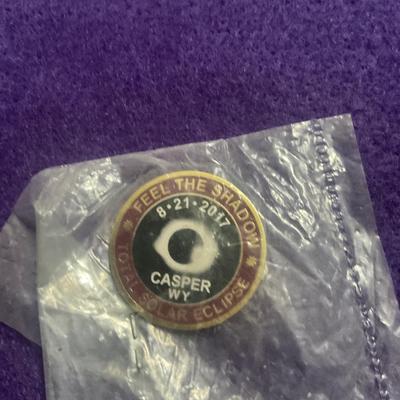 FEEL THE SHADOW
8·21·2017
CASPER
WY
TOTAL SOLAR ECLIPSE